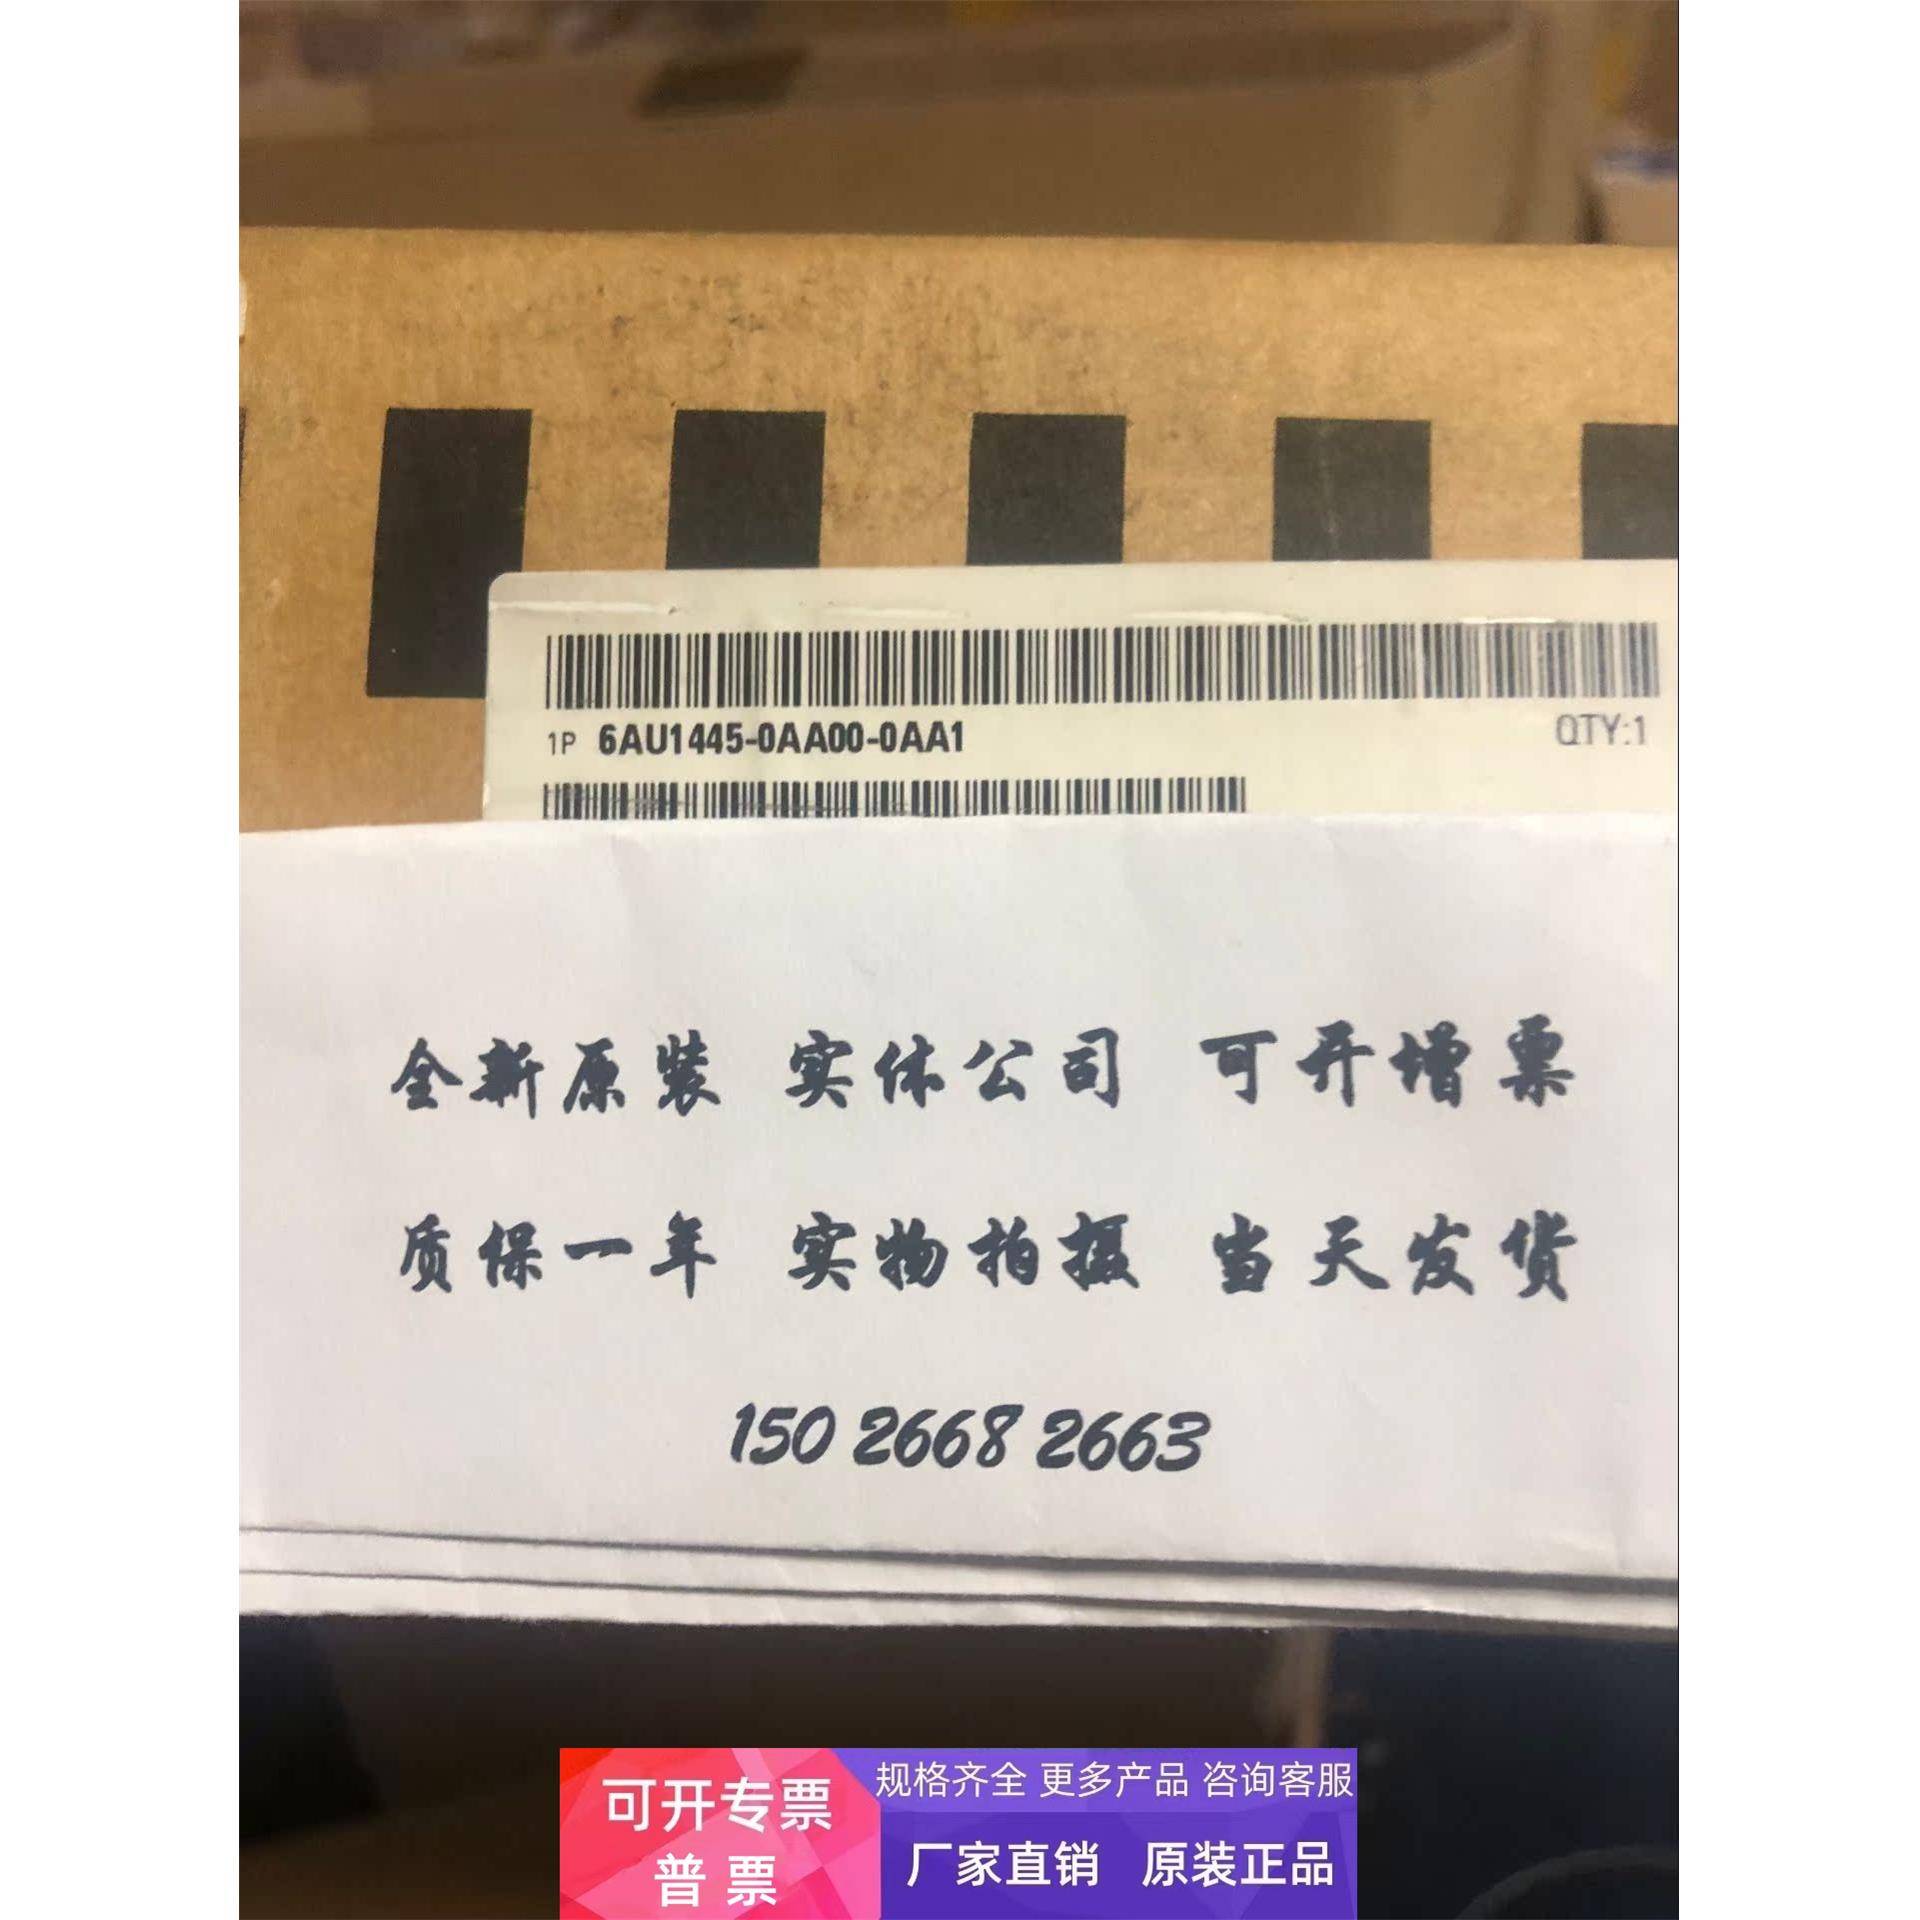 1P 6AU1445-0AA00-0AA1 QTY:1
全新原装 实体公司 可开增票
质保一年 实物拍摄 当天发货
150 2668 2663
可开专票
普票
规格齐全 更多产品 咨询客服
厂家直销 原装正品